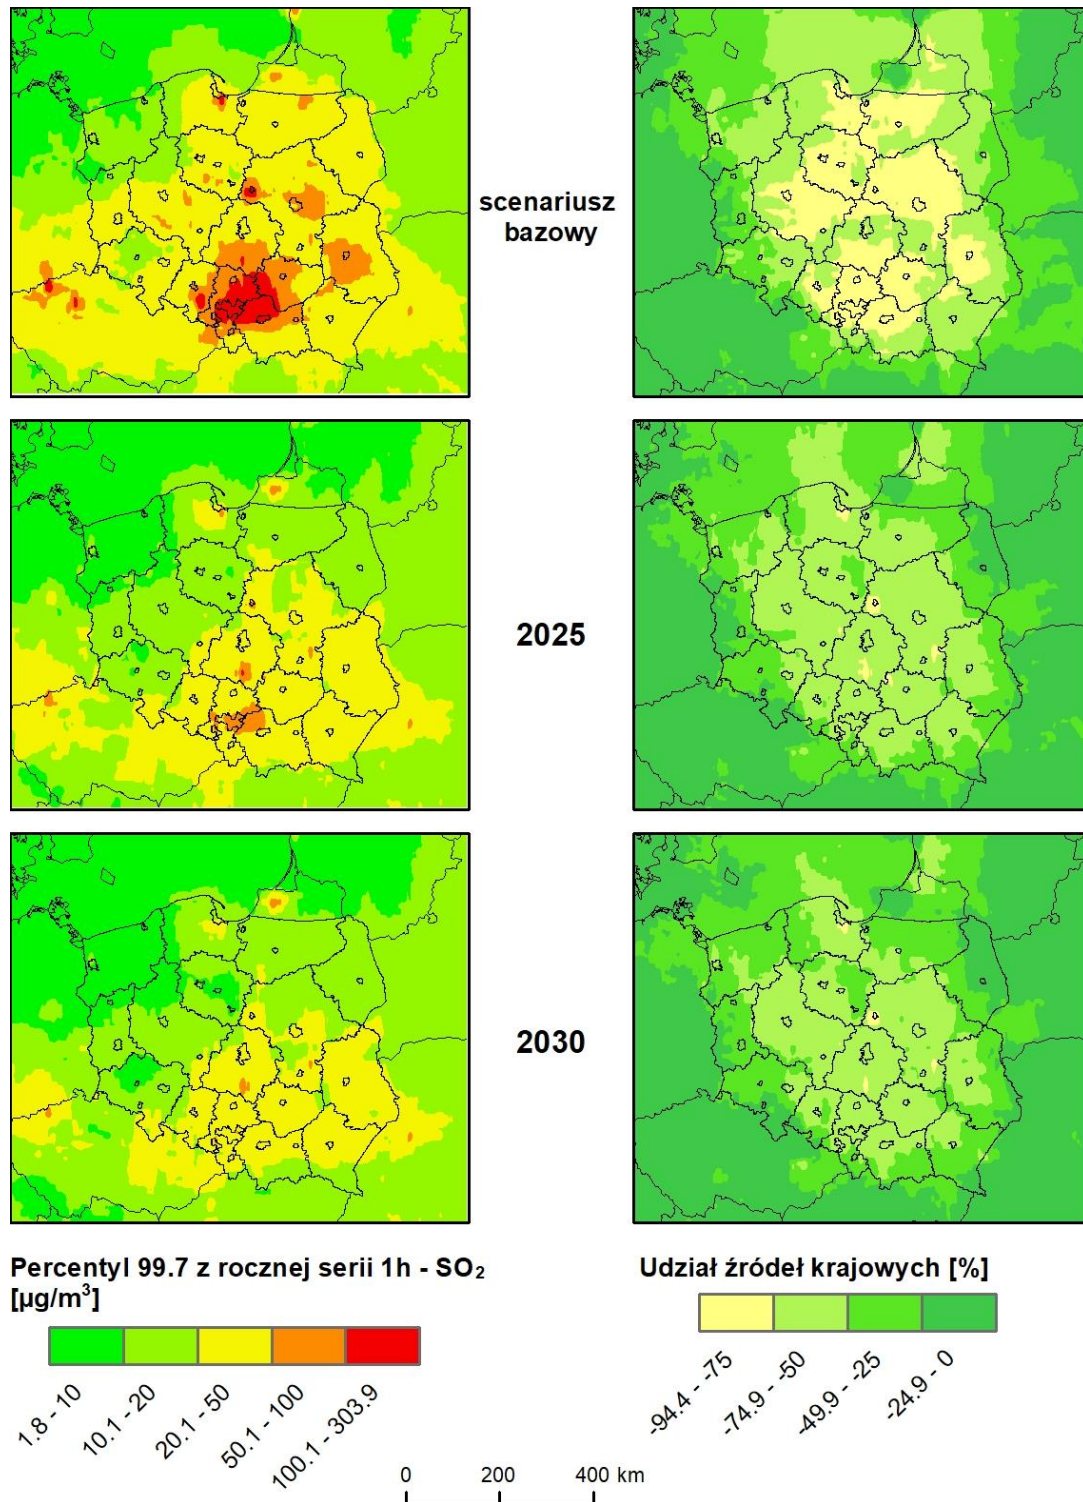 scenariusz
bazowy
2025
2030
Percentyl 99.7 z rocznej serii 1h - SO₂
[µg/m³]
1.8 - 10
10.1 - 20
20.1 - 50
50.1 - 100
100.1 - 303.9
Udział źródeł krajowych [%]
-94.4 - -75
-74.9 - -50
-49.9 - -25
-24.9 - 0
0 200 400 km